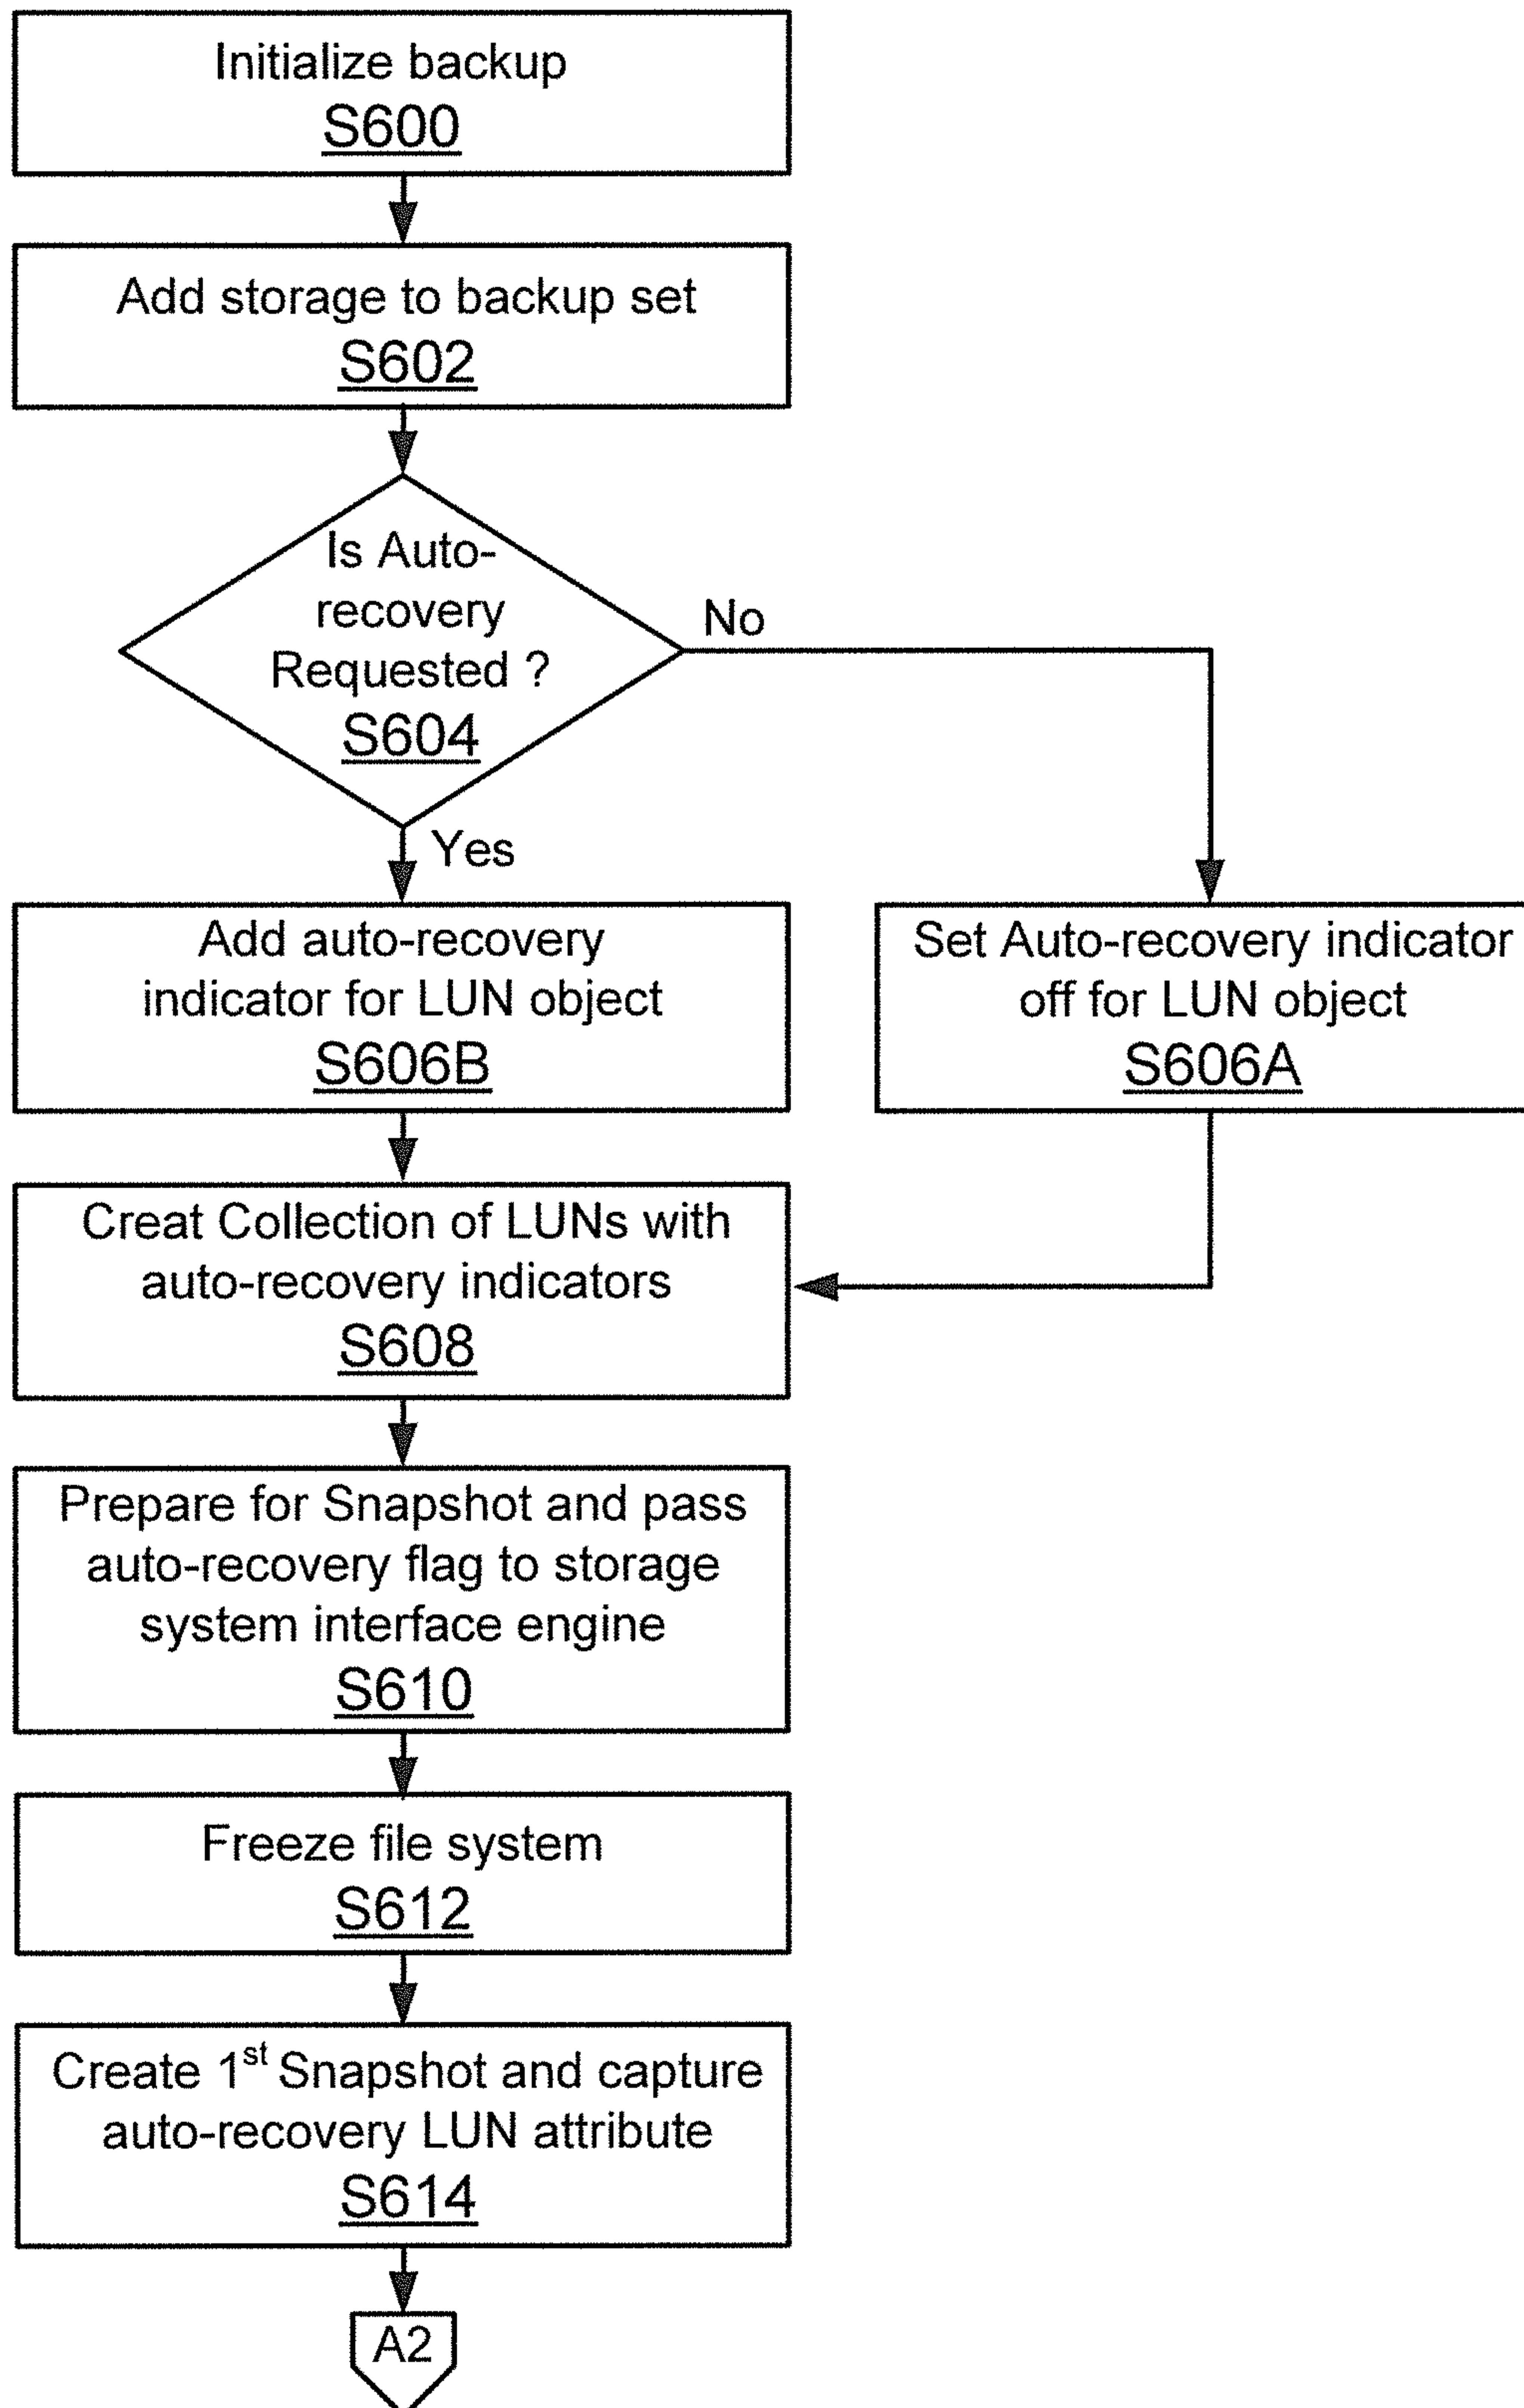 Initialize backup
S600
Add storage to backup set
S602
Is Auto-
recovery
Requested ?
S604
No
Yes
Add auto-recovery
indicator for LUN object
S606B
Set Auto-recovery indicator
off for LUN object
S606A
Creat Collection of LUNs with
auto-recovery indicators
S608
Prepare for Snapshot and pass
auto-recovery flag to storage
system interface engine
S610
Freeze file system
S612
Create 1st Snapshot and capture
auto-recovery LUN attribute
S614
A2